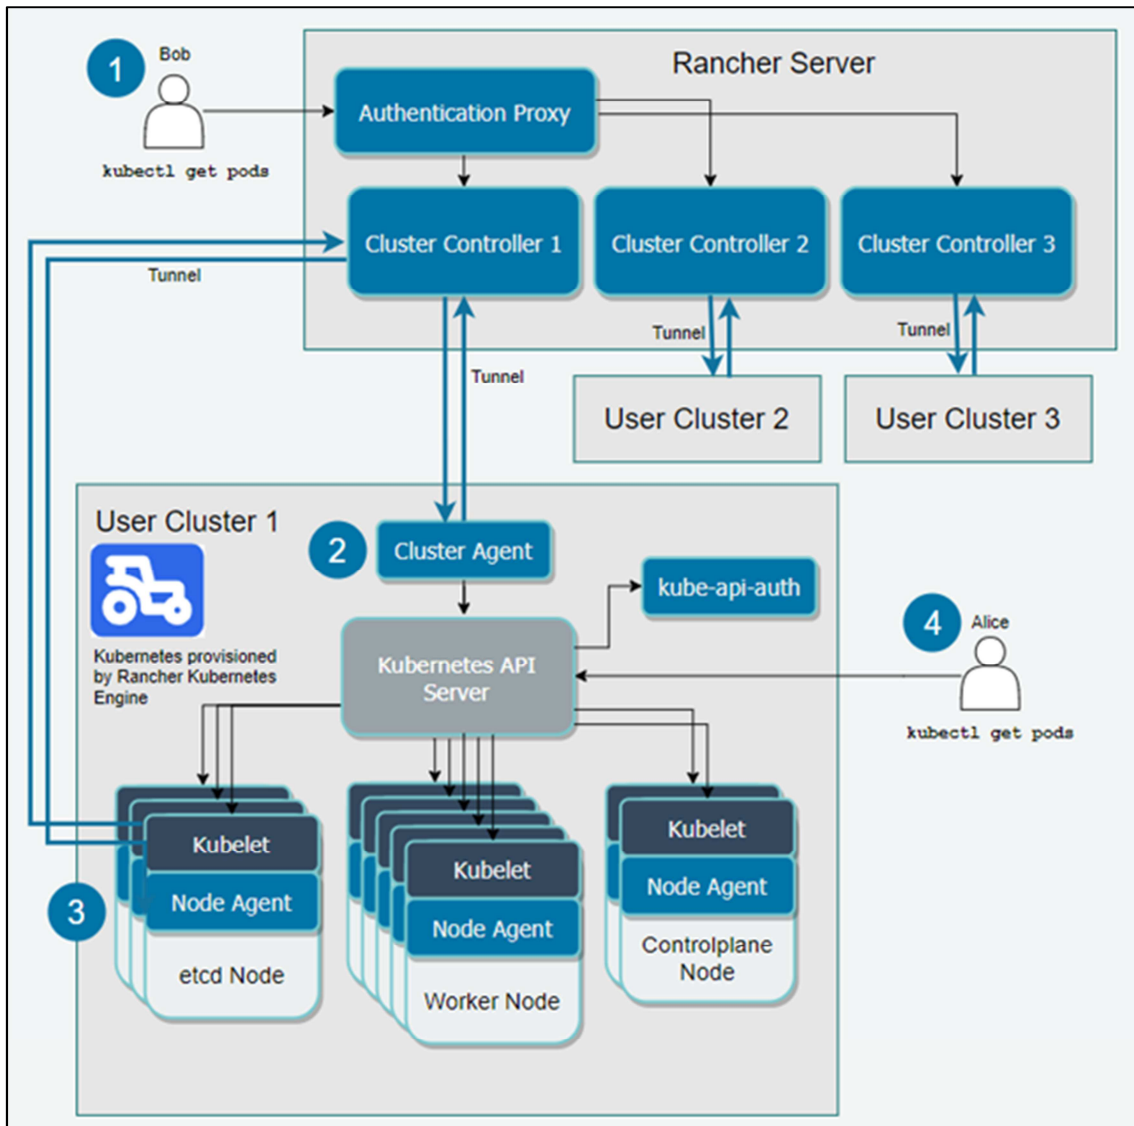 1
Bob
kubectl get pods
Rancher Server
Authentication Proxy
Cluster Controller 1
Cluster Controller 2
Cluster Controller 3
Tunnel
Tunnel
Tunnel
Tunnel
User Cluster 2
User Cluster 3
User Cluster 1
2
Cluster Agent
kube-api-auth
Kubernetes provisioned
by Rancher Kubernetes
Engine
Kubernetes API
Server
4
Alice
kubectl get pods
Kubelet
Node Agent
etcd Node
3
Kubelet
Node Agent
Worker Node
Kubelet
Node Agent
Controlplane
Node